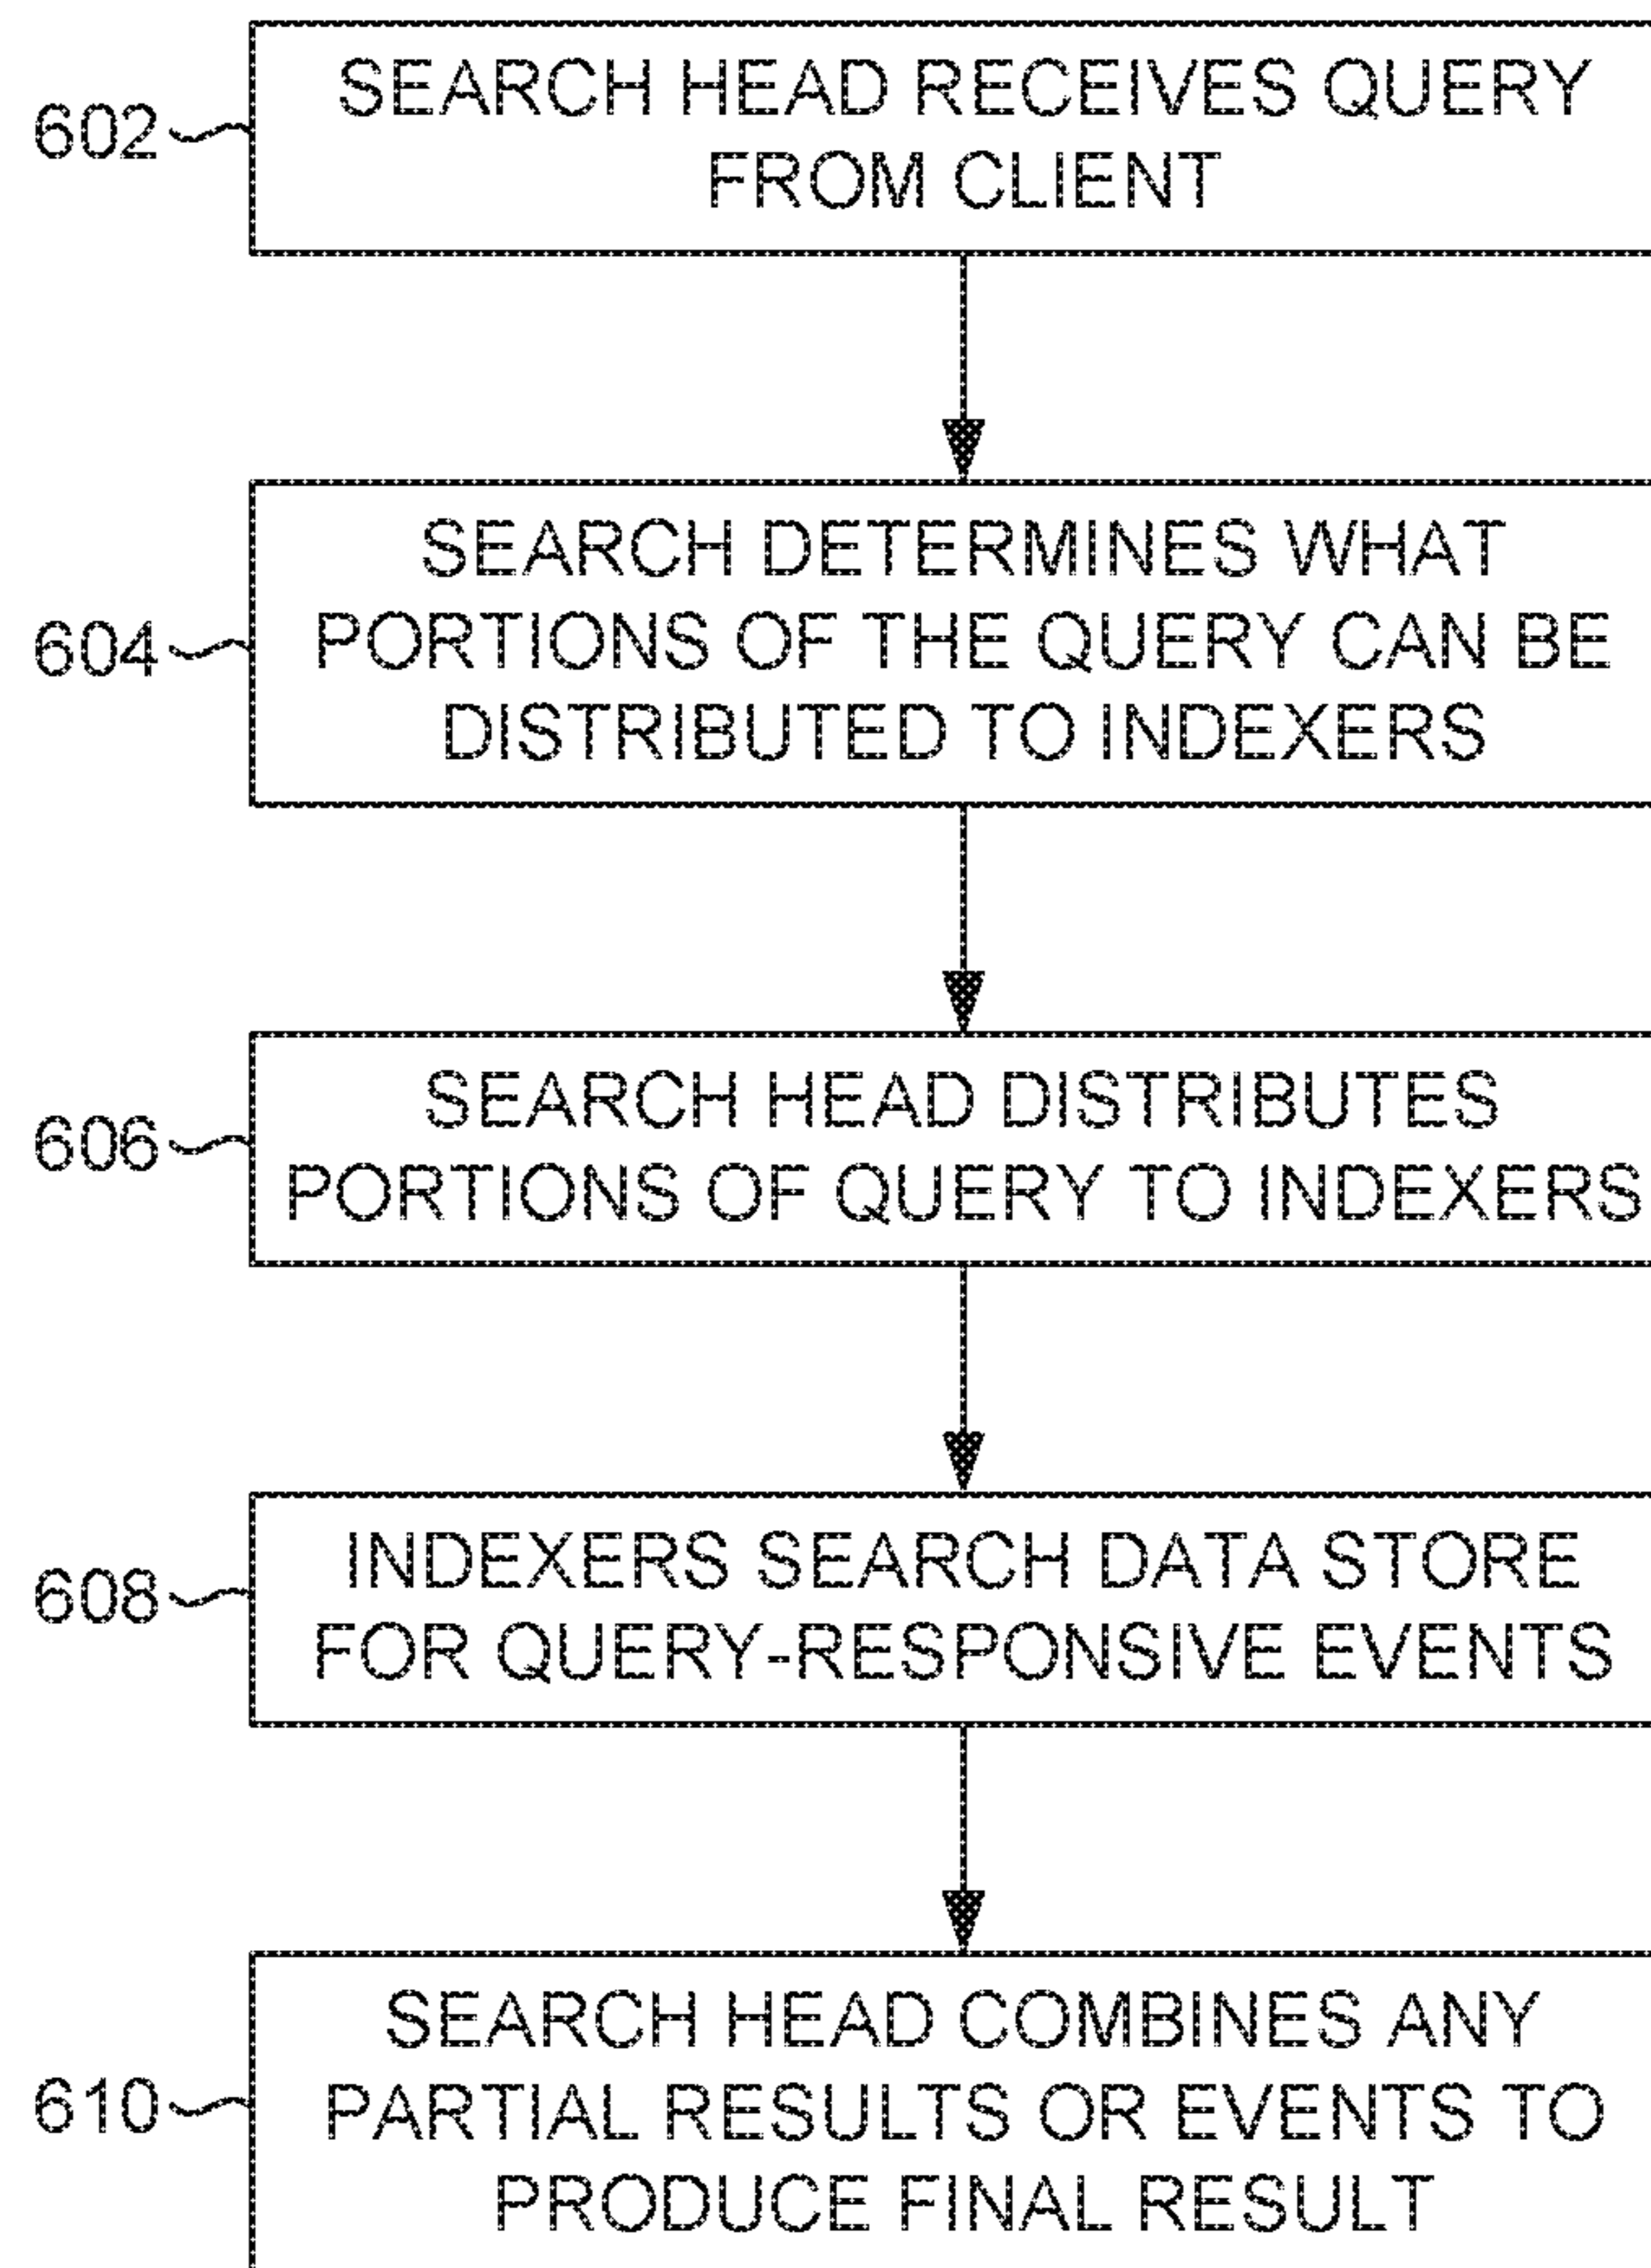 602
SEARCH HEAD RECEIVES QUERY
FROM CLIENT
604
SEARCH DETERMINES WHAT
PORTIONS OF THE QUERY CAN BE
DISTRIBUTED TO INDEXERS
606
SEARCH HEAD DISTRIBUTES
PORTIONS OF QUERY TO INDEXERS
608
INDEXERS SEARCH DATA STORE
FOR QUERY-RESPONSIVE EVENTS
610
SEARCH HEAD COMBINES ANY
PARTIAL RESULTS OR EVENTS TO
PRODUCE FINAL RESULT